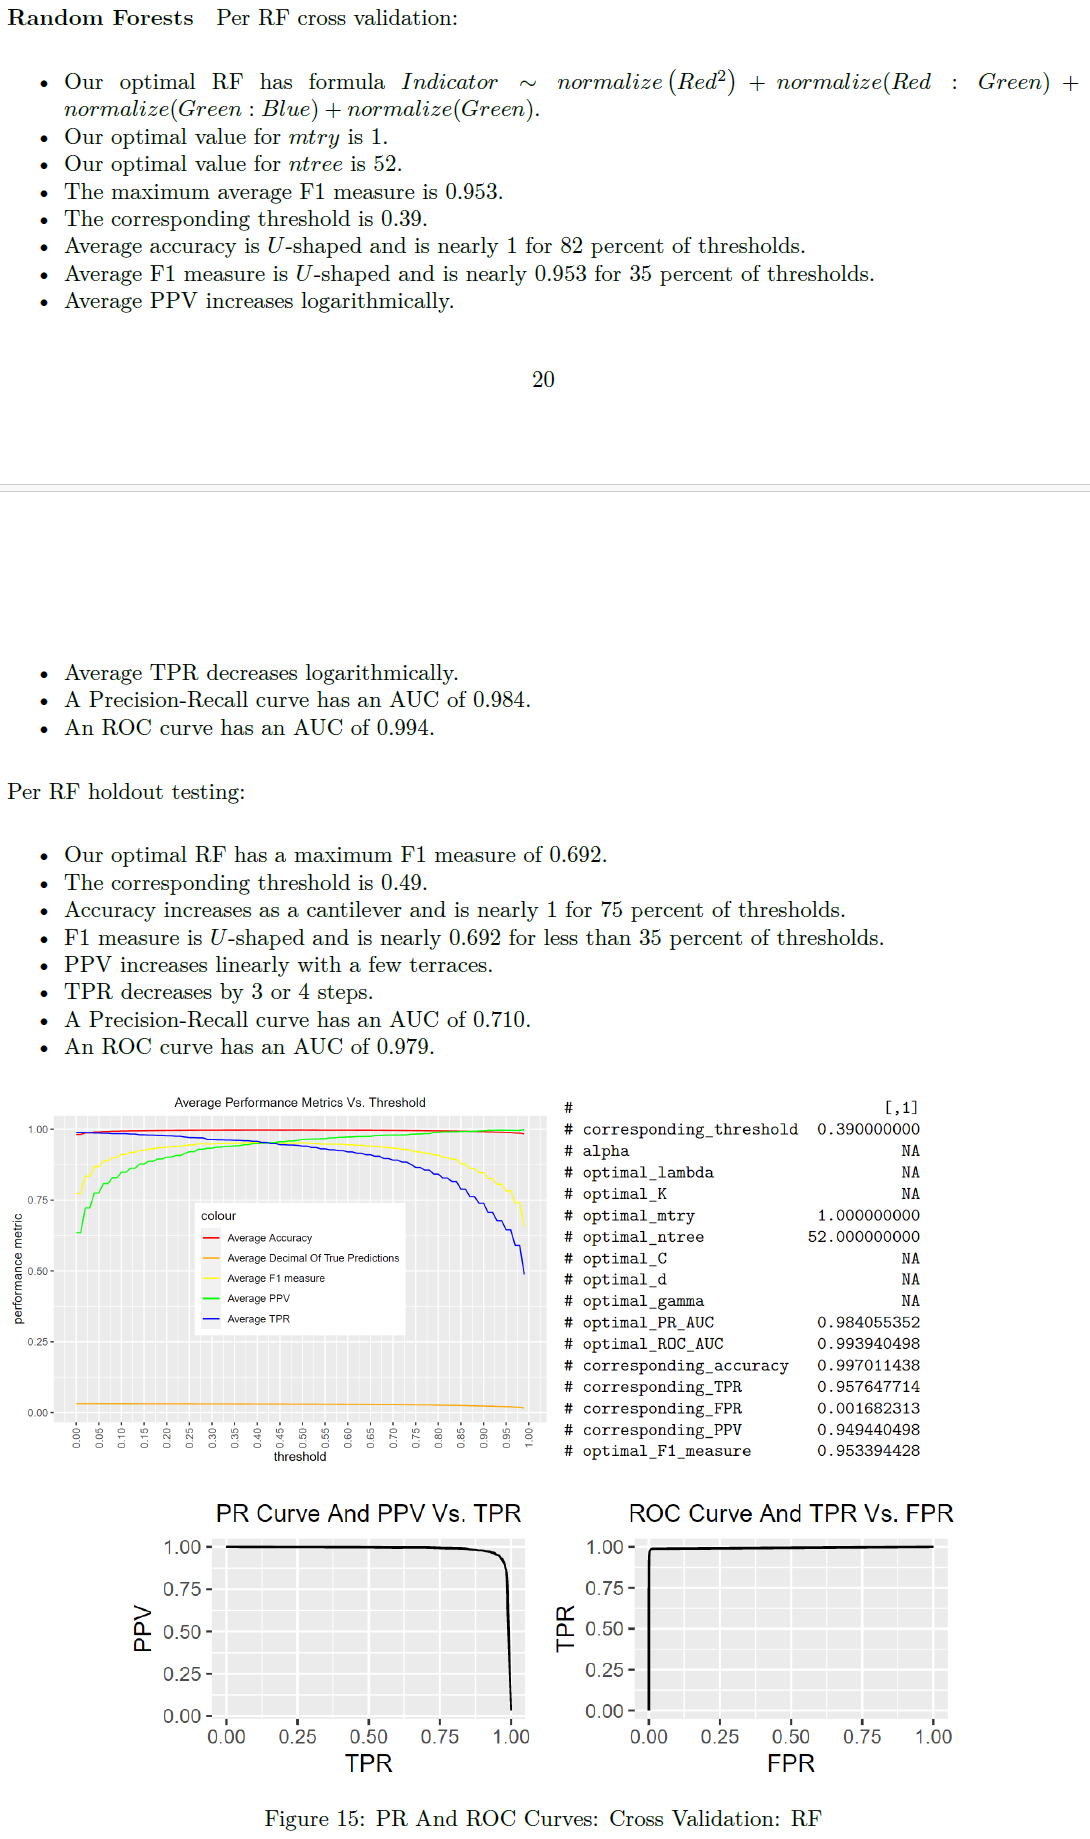 Random Forests Per RF cross validation:
• Our optimal RF has formula Indicator ∼ normalize (Red²) + normalize(Red : Green) +
normalize(Green : Blue) + normalize(Green).
• Our optimal value for mtry is 1.
• Our optimal value for ntree is 52.
• The maximum average F1 measure is 0.953.
• The corresponding threshold is 0.39.
• Average accuracy is U-shaped and is nearly 1 for 82 percent of thresholds.
• Average F1 measure is U-shaped and is nearly 0.953 for 35 percent of thresholds.
• Average PPV increases logarithmically.
20
• Average TPR decreases logarithmically.
• A Precision-Recall curve has an AUC of 0.984.
• An ROC curve has an AUC of 0.994.
Per RF holdout testing:
• Our optimal RF has a maximum F1 measure of 0.692.
• The corresponding threshold is 0.49.
• Accuracy increases as a cantilever and is nearly 1 for 75 percent of thresholds.
• F1 measure is U-shaped and is nearly 0.692 for less than 35 percent of thresholds.
• PPV increases linearly with a few terraces.
• TPR decreases by 3 or 4 steps.
• A Precision-Recall curve has an AUC of 0.710.
• An ROC curve has an AUC of 0.979.
Average Performance Metrics Vs. Threshold
performance metric
1.00
0.75
0.50
0.25
0.00
colour
Average Accuracy
Average Decimal Of True Predictions
Average F1 measure
Average PPV
Average TPR
0.00 0.05 0.10 0.15 0.20 0.25 0.30 0.35 0.40 0.45 0.50 0.55 0.60 0.65 0.70 0.75 0.80 0.85 0.90 0.95 1.00
threshold
# [,1]
# corresponding_threshold 0.390000000
# alpha NA
# optimal_lambda NA
# optimal_K NA
# optimal_mtry 1.000000000
# optimal_ntree 52.000000000
# optimal_C NA
# optimal_d NA
# optimal_gamma NA
# optimal_PR_AUC 0.984055352
# optimal_ROC_AUC 0.993940498
# corresponding_accuracy 0.997011438
# corresponding_TPR 0.957647714
# corresponding_FPR 0.001682313
# corresponding_PPV 0.949440498
# optimal_F1_measure 0.953394428
PR Curve And PPV Vs. TPR
PPV
1.00
0.75
0.50
0.25
0.00
0.00 0.25 0.50 0.75 1.00
TPR
ROC Curve And TPR Vs. FPR
TPR
1.00
0.75
0.50
0.25
0.00
0.00 0.25 0.50 0.75 1.00
FPR
Figure 15: PR And ROC Curves: Cross Validation: RF